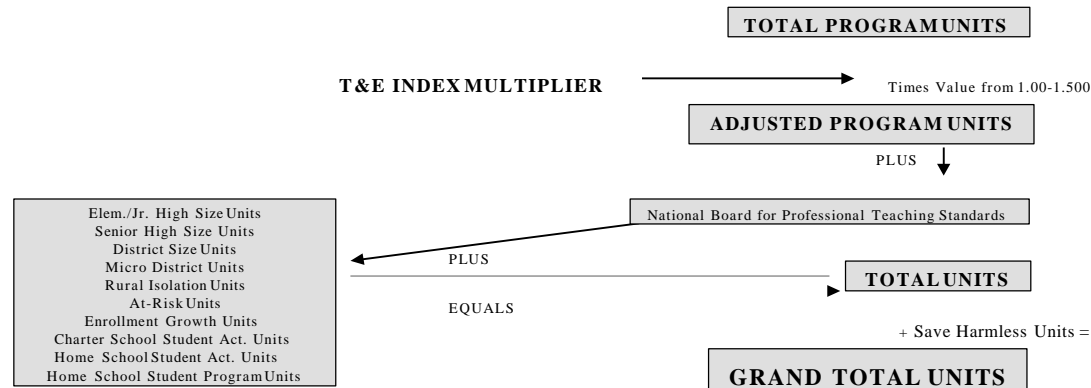 TOTAL PROGRAM UNITS
T&E INDEX MULTIPLIER
Times Value from 1.00-1.500
ADJUSTED PROGRAM UNITS
PLUS
National Board for Professional Teaching Standards
Elem./Jr. High Size Units
Senior High Size Units
District Size Units
Micro District Units
Rural Isolation Units
At-Risk Units
Enrollment Growth Units
Charter School Student Act. Units
Home School Student Act. Units
Home School Student Program Units
PLUS
EQUALS
TOTAL UNITS
+ Save Harmless Units =
GRAND TOTAL UNITS